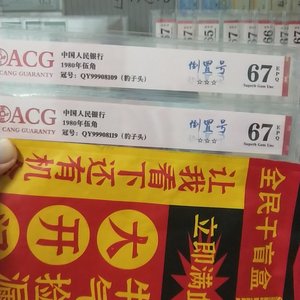 ACG
CANG GUARANTY
中国人民银行
1980年伍角
冠号：QY99908109（豹子头）
倒置号
☆☆☆
67 EPQ
Superb Gem Unc
ACG
CANG GUARANTY
中国人民银行
1980年伍角
冠号：QY99908119（豹子头）
倒置号
☆☆☆
67 EPQ
Superb Gem Unc
让我看下还有机
大开
全民开盲盒
立即满